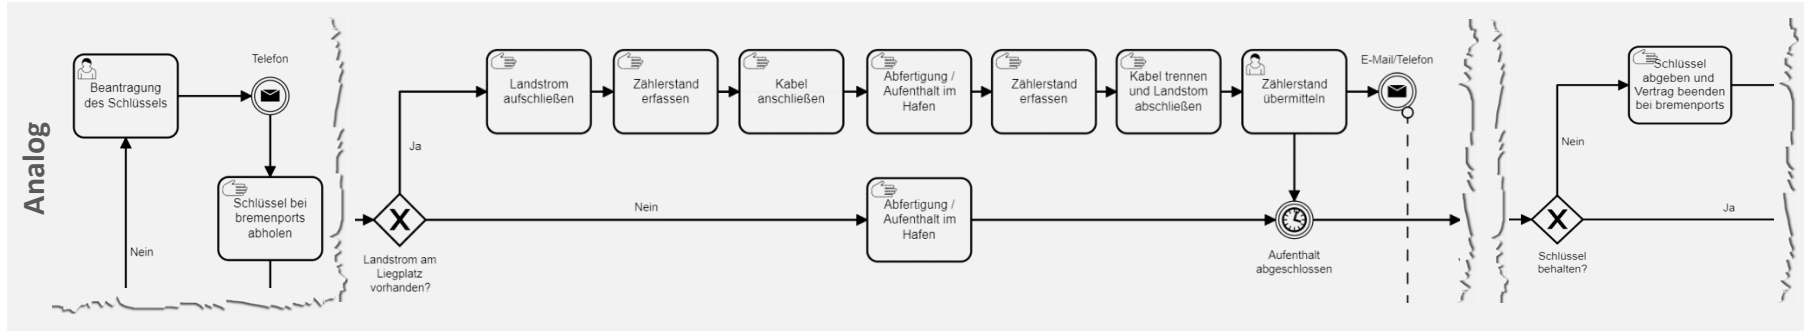 Analog
Beantragung
des Schlüssels
Telefon
Schlüssel bei
bremenports
abholen
Nein
Landstrom am
Liegplatz
vorhanden?
Ja
Landstrom
aufschließen
Zählerstand
erfassen
Kabel
anschließen
Abfertigung /
Aufenthalt im
Hafen
Zählerstand
erfassen
Kabel trennen
und Landstom
abschließen
Zählerstand
übermitteln
E-Mail/Telefon
Nein
Abfertigung /
Aufenthalt im
Hafen
Aufenthalt
abgeschlossen
Schlüssel
behalten?
Nein
Schlüssel
abgeben und
Vertrag beenden
bei bremenports
Ja